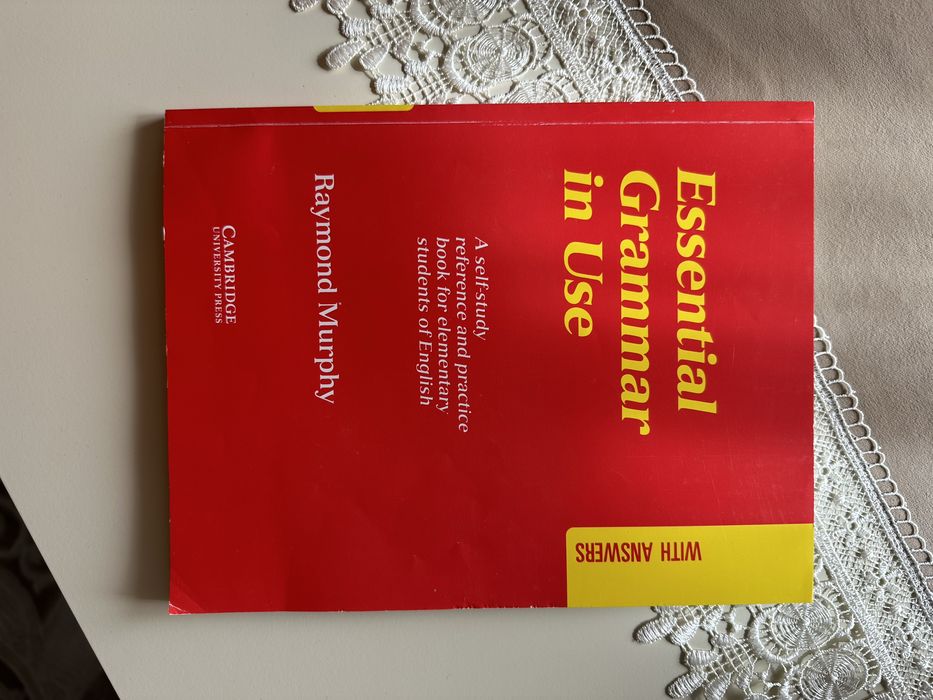 Essential
Grammar
in Use
WITH ANSWERS
A self-study
reference and practice
book for elementary
students of English
Raymond Murphy
CAMBRIDGE
UNIVERSITY PRESS